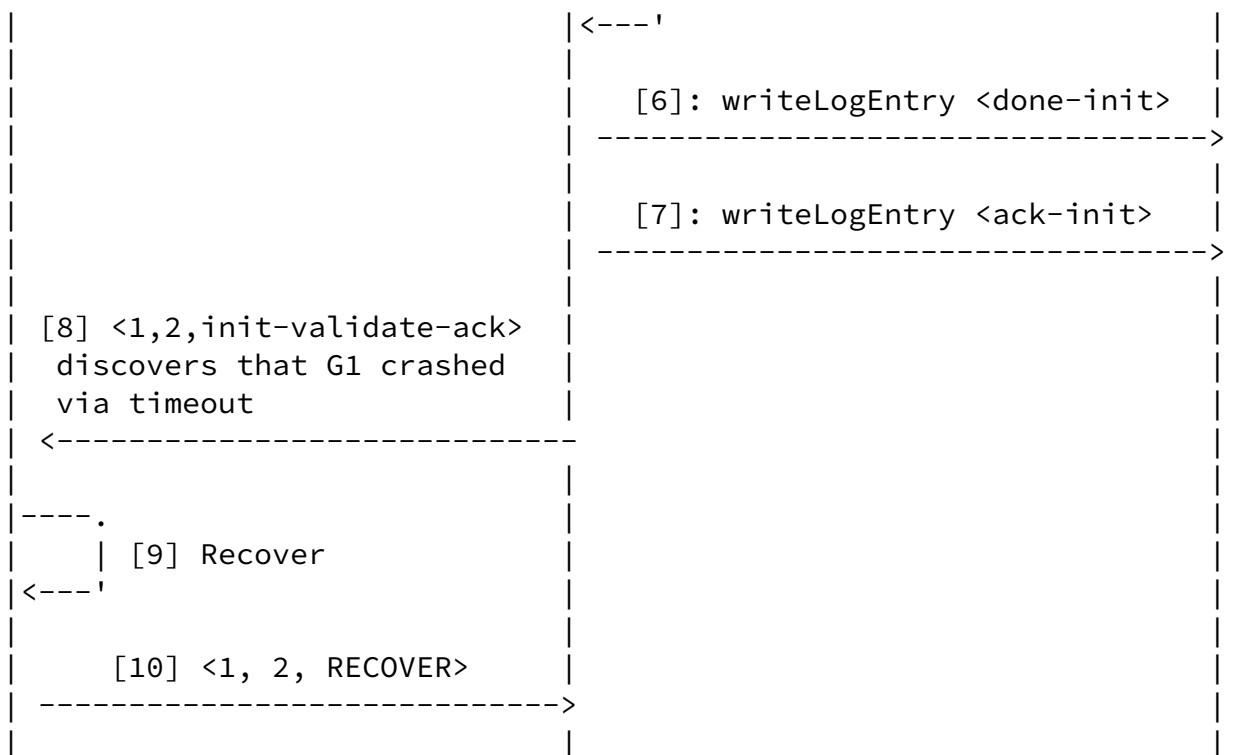 [6]: writeLogEntry <done-init>
[7]: writeLogEntry <ack-init>
[8] <1,2,init-validate-ack>
discovers that G1 crashed
via timeout
[9] Recover
[10] <1, 2, RECOVER>